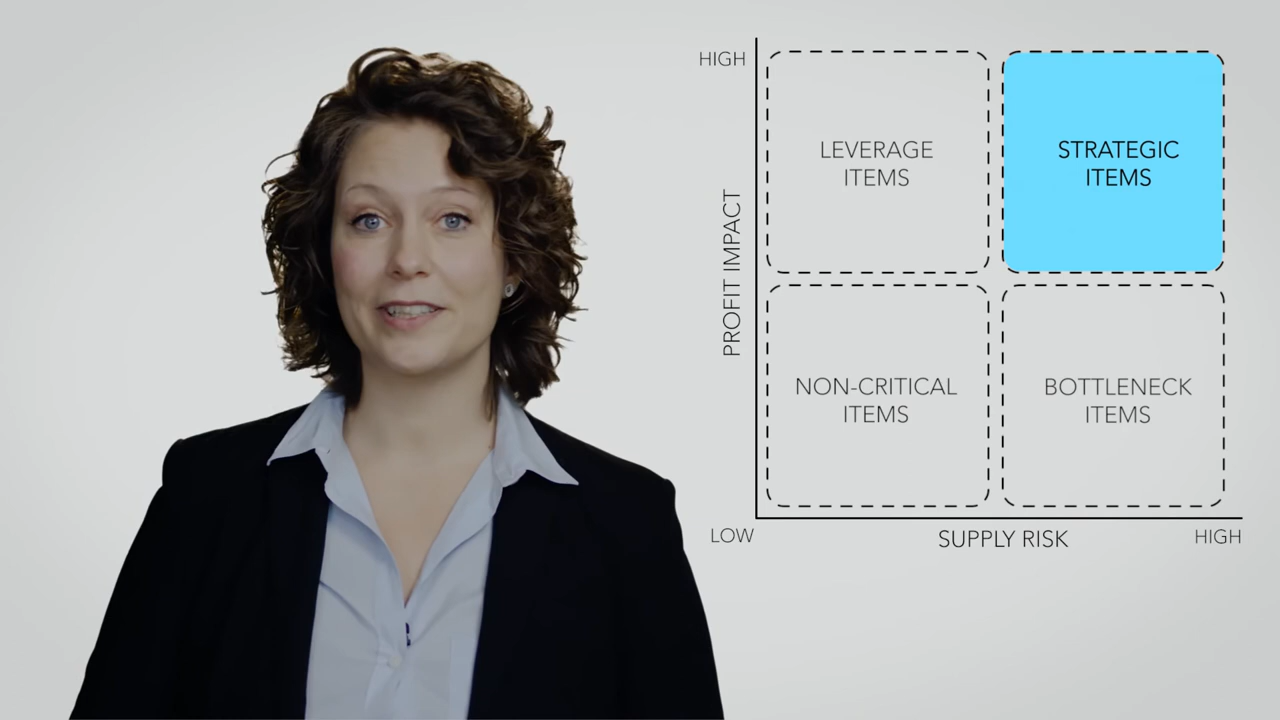 HIGH
LEVERAGE
ITEMS
STRATEGIC
ITEMS
PROFIT IMPACT
NON-CRITICAL
ITEMS
BOTTLENECK
ITEMS
LOW
SUPPLY RISK
HIGH